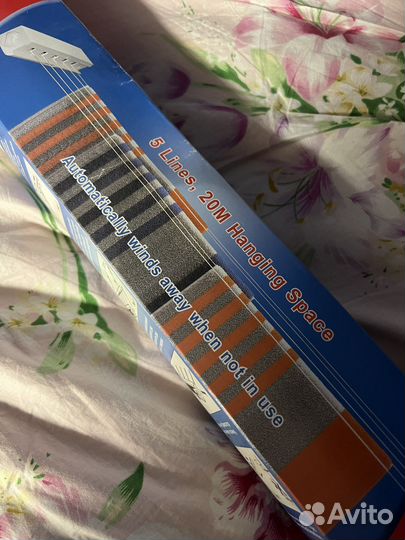 5 Lines, 20M Hanging Space
Automatically winds away when not in use
Avito